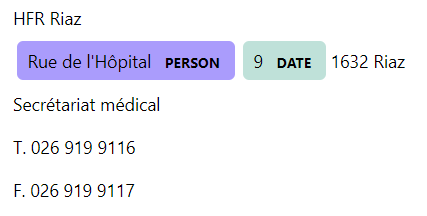 HFR Riaz
Rue de l'Hôpital PERSON 9 DATE 1632 Riaz
Secrétariat médical
T. 026 919 9116
F. 026 919 9117